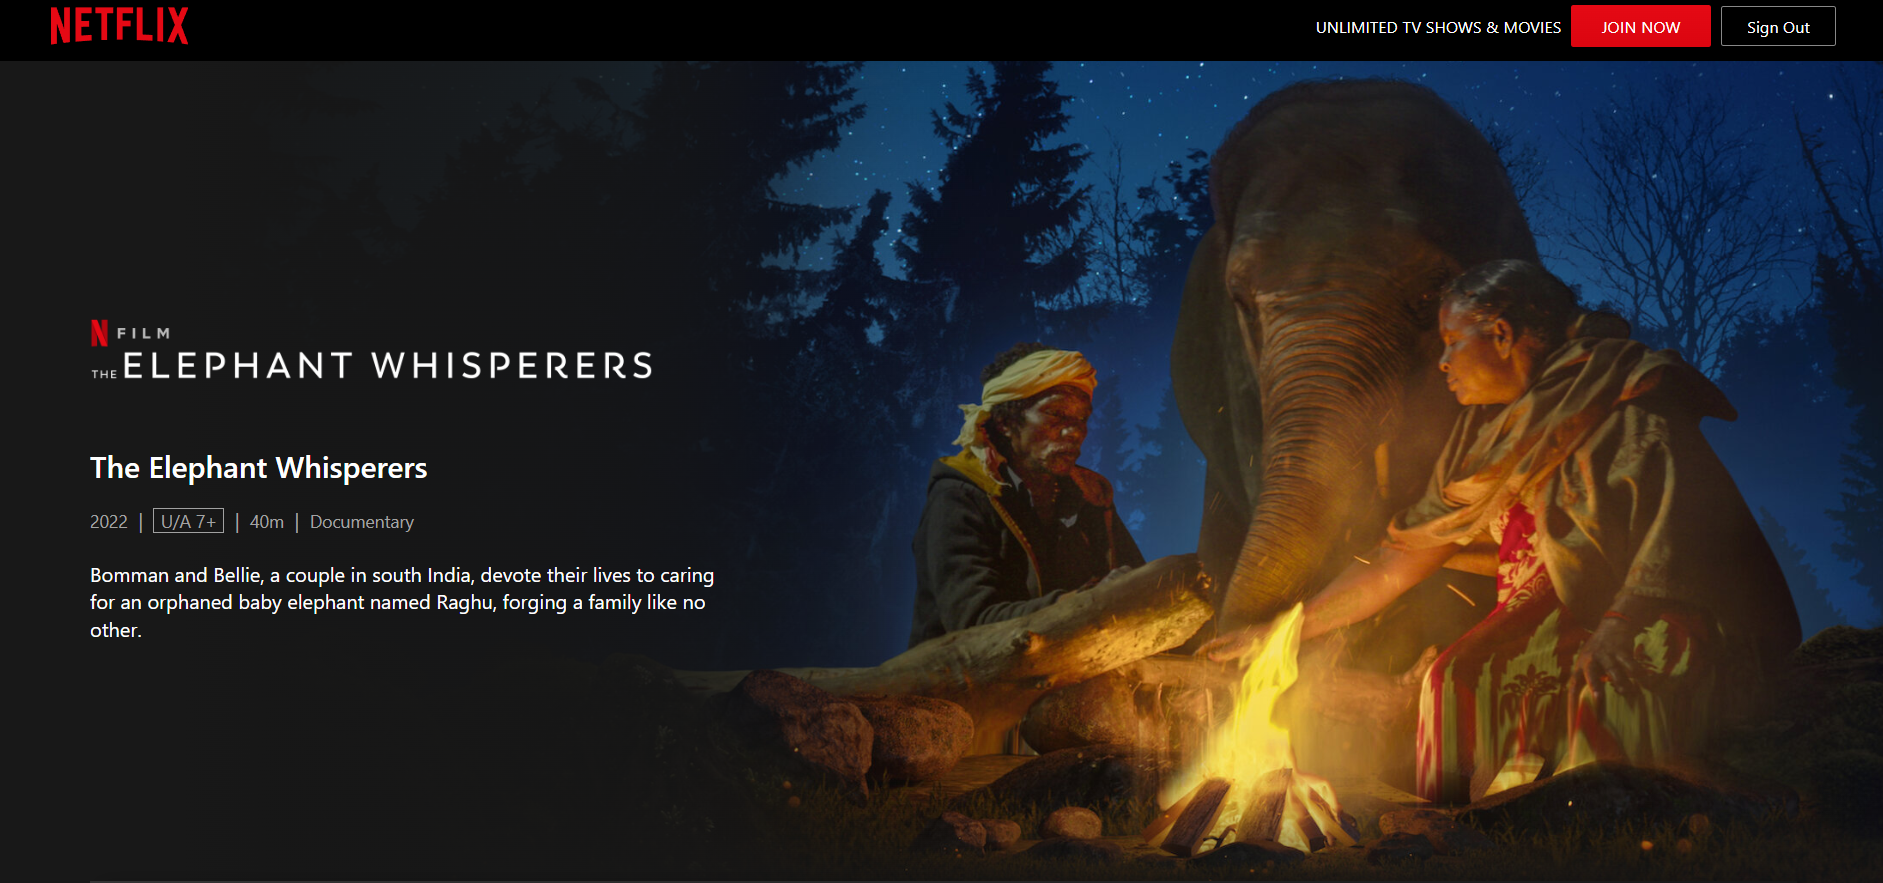 NETFLIX
UNLIMITED TV SHOWS & MOVIES
JOIN NOW
Sign Out
N FILM
THE ELEPHANT WHISPERERS
The Elephant Whisperers
2022 | U/A 7+ | 40m | Documentary
Bomman and Bellie, a couple in south India, devote their lives to caring
for an orphaned baby elephant named Raghu, forging a family like no
other.